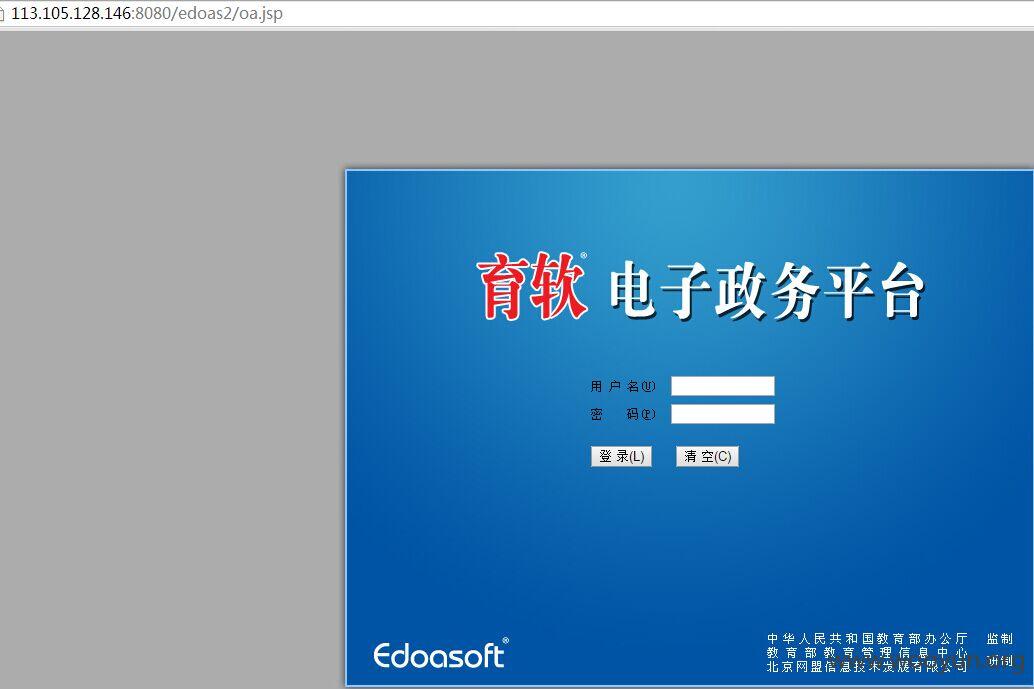 113.105.128.146:8080/edoas2/oa.jsp
育软® 电子政务平台
用 户 名(U)
密 码(P)
登 录(L) 清 空(C)
Edoasoft®
中华人民共和国教育部办公厅 监制
教育部教育管理信息中心
北京网盟信息技术发展有限公司 研制